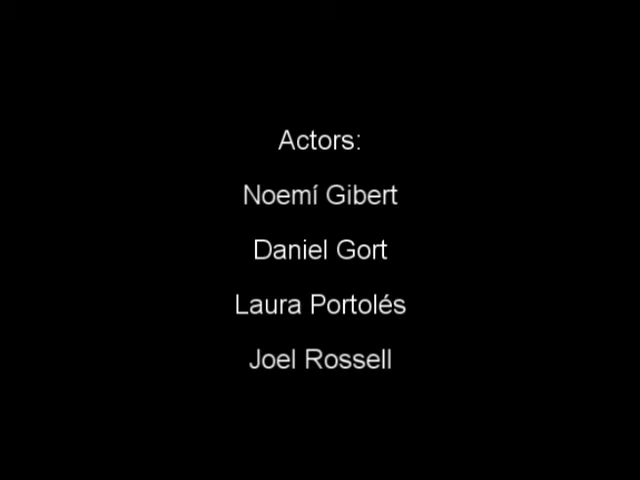 Actors:
Noemí Gibert
Daniel Gort
Laura Portolés
Joel Rossell